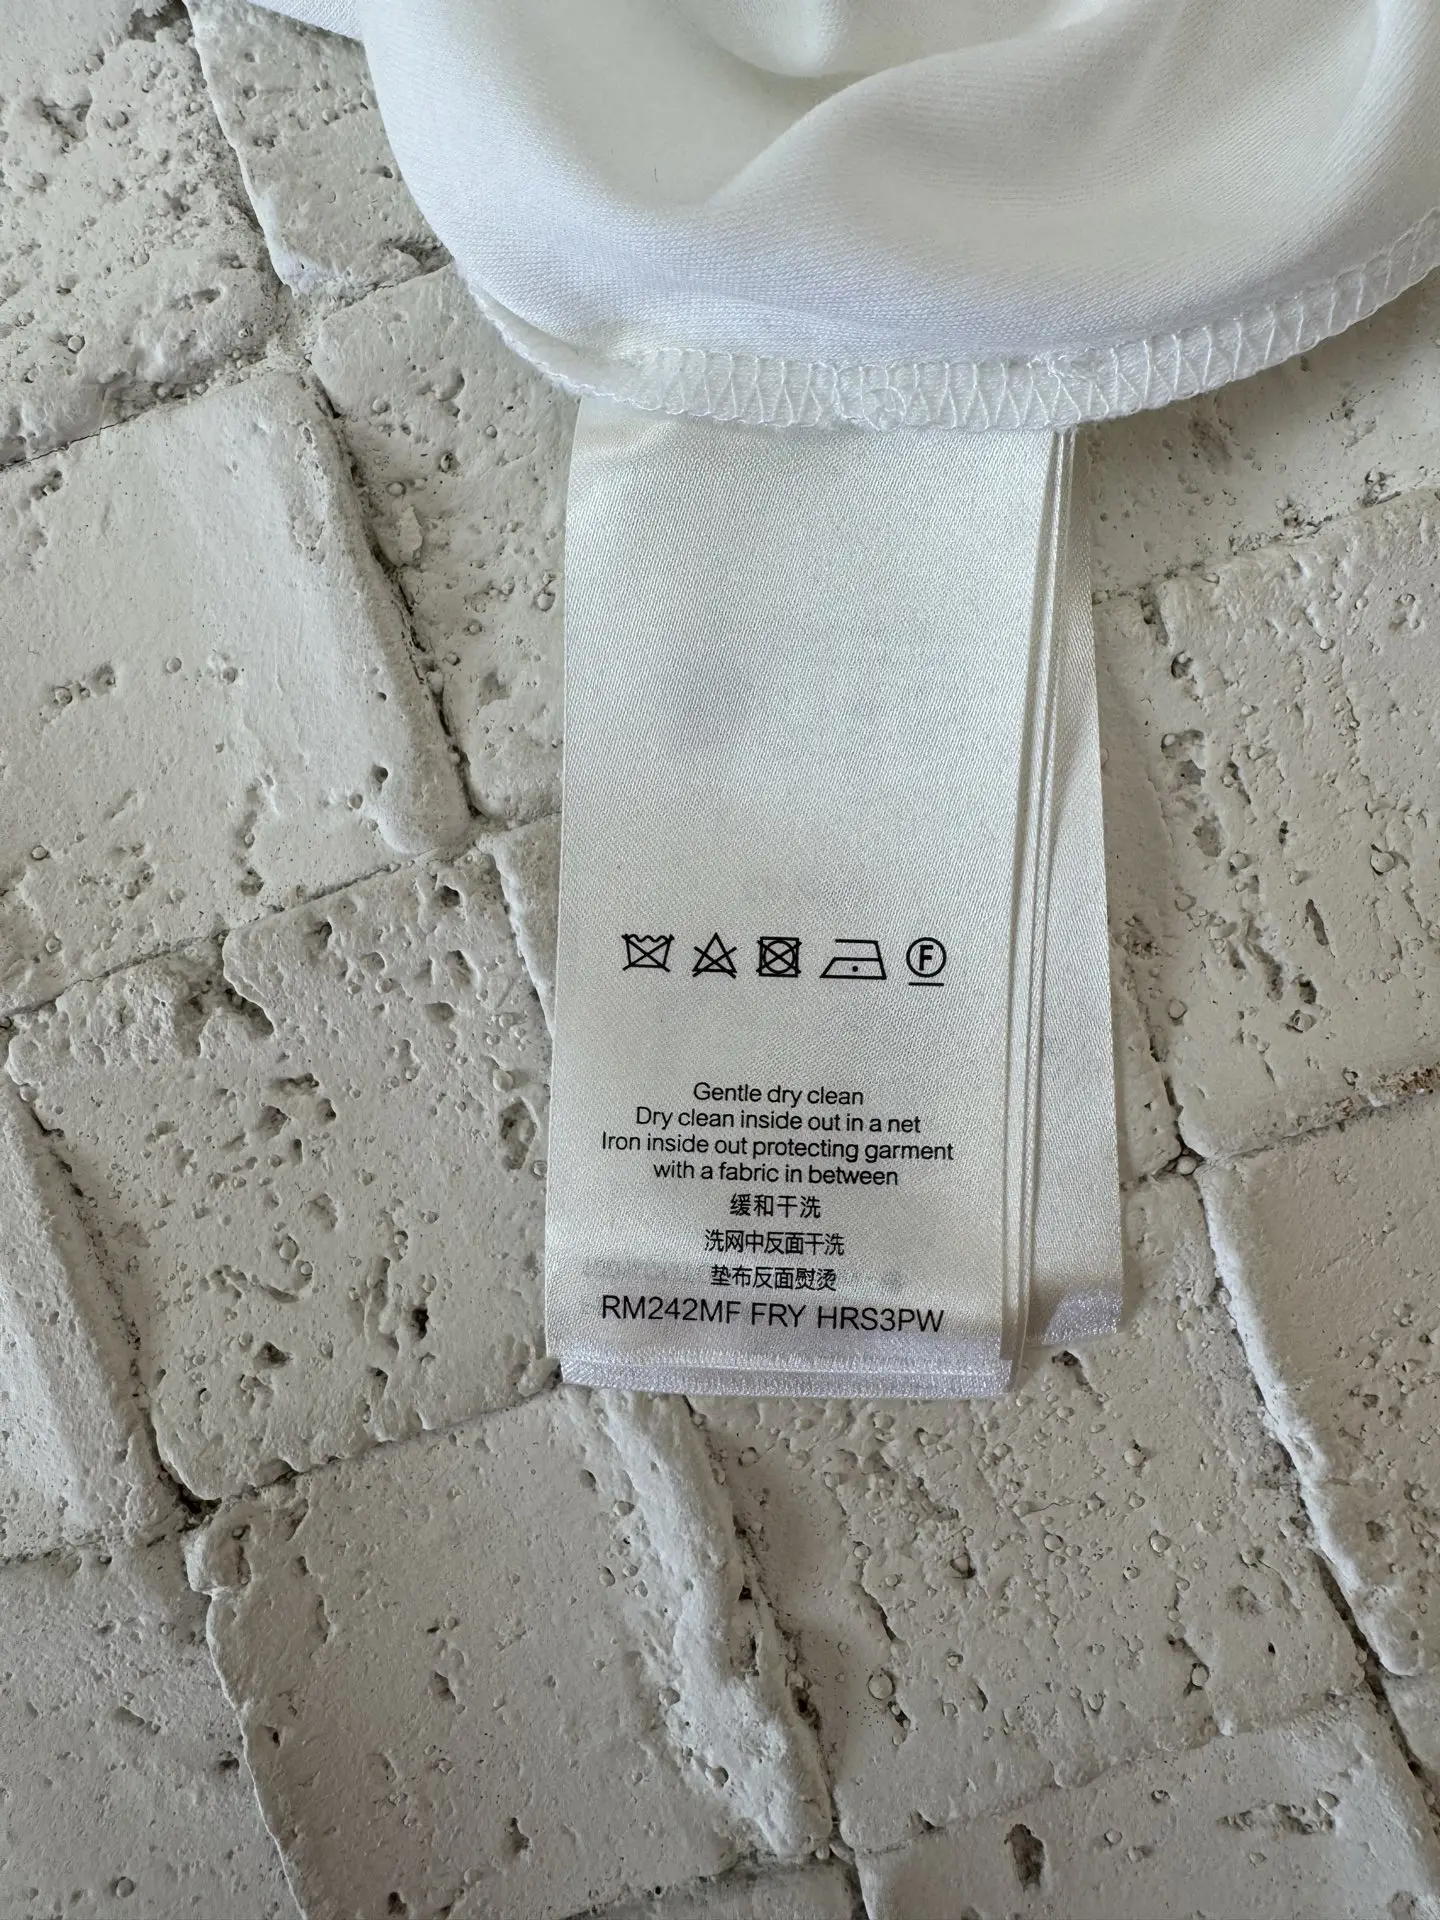 F
Gentle dry clean
Dry clean inside out in a net
Iron inside out protecting garment
with a fabric in between
缓和干洗
洗网中反面干洗
垫布反面熨烫
RM242MF FRY HRS3PW